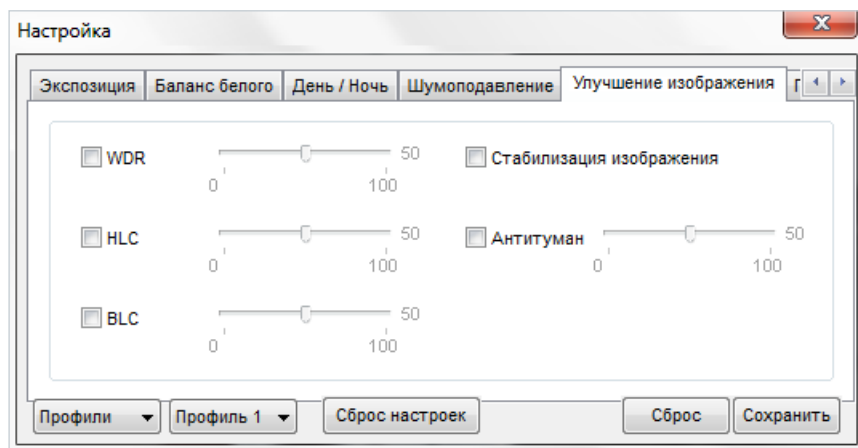 Настройка
Экспозиция Баланс белого День / Ночь Шумоподавление Улучшение изображения
WDR 50 Стабилизация изображения
0 100
HLC 50 Антитуман 50
0 100 0 100
BLC 50
0 100
Профили Профиль 1 Сброс настроек Сброс Сохранить